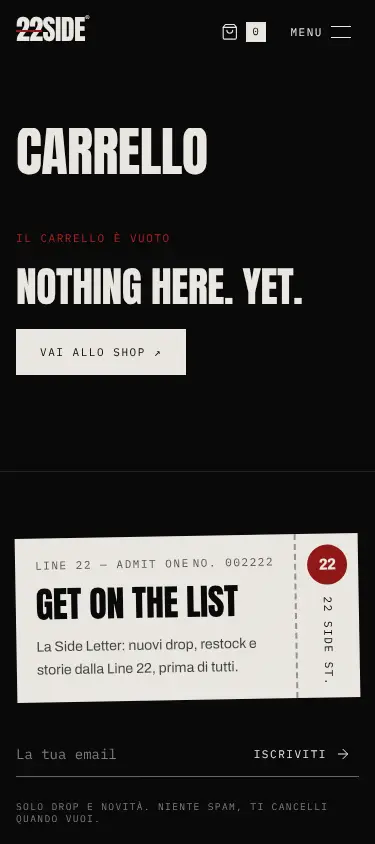 22SIDE®
0
MENU
CARRELLO
IL CARRELLO È VUOTO
NOTHING HERE. YET.
VAI ALLO SHOP ↗
LINE 22 — ADMIT ONE NO. 002222
GET ON THE LIST
La Side Letter: nuovi drop, restock e
storie dalla Line 22, prima di tutti.
22
22 SIDE ST.
La tua email
ISCRIVITI →
SOLO DROP E NOVITÀ. NIENTE SPAM, TI CANCELLI
QUANDO VUOI.